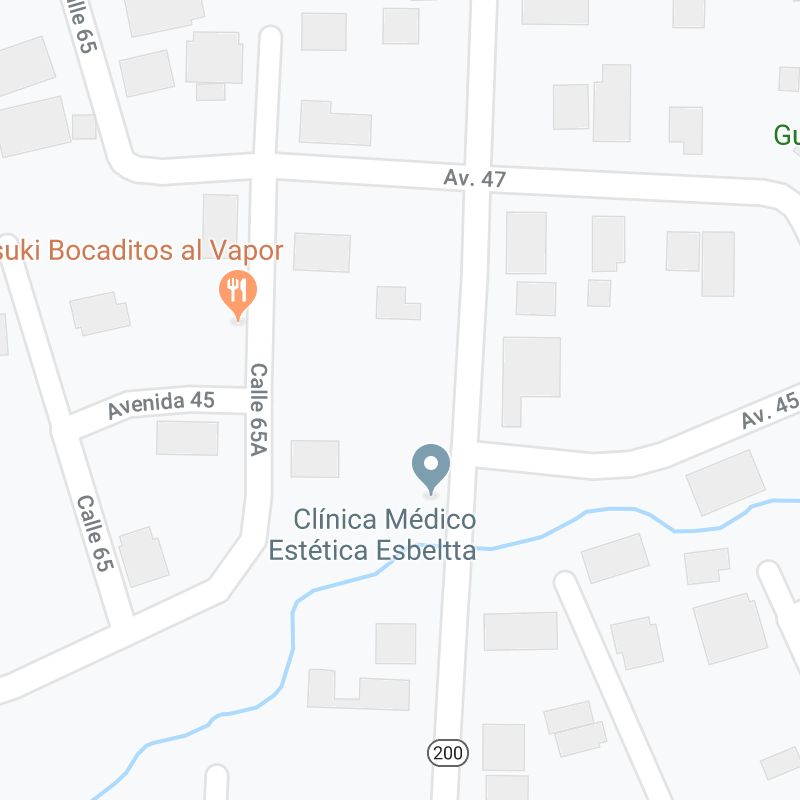 Calle 65
Gu
Av. 47
suki Bocaditos al Vapor
Calle 65A
Avenida 45
Av. 45
Calle 65
Clínica Médico
Estética Esbeltta
200